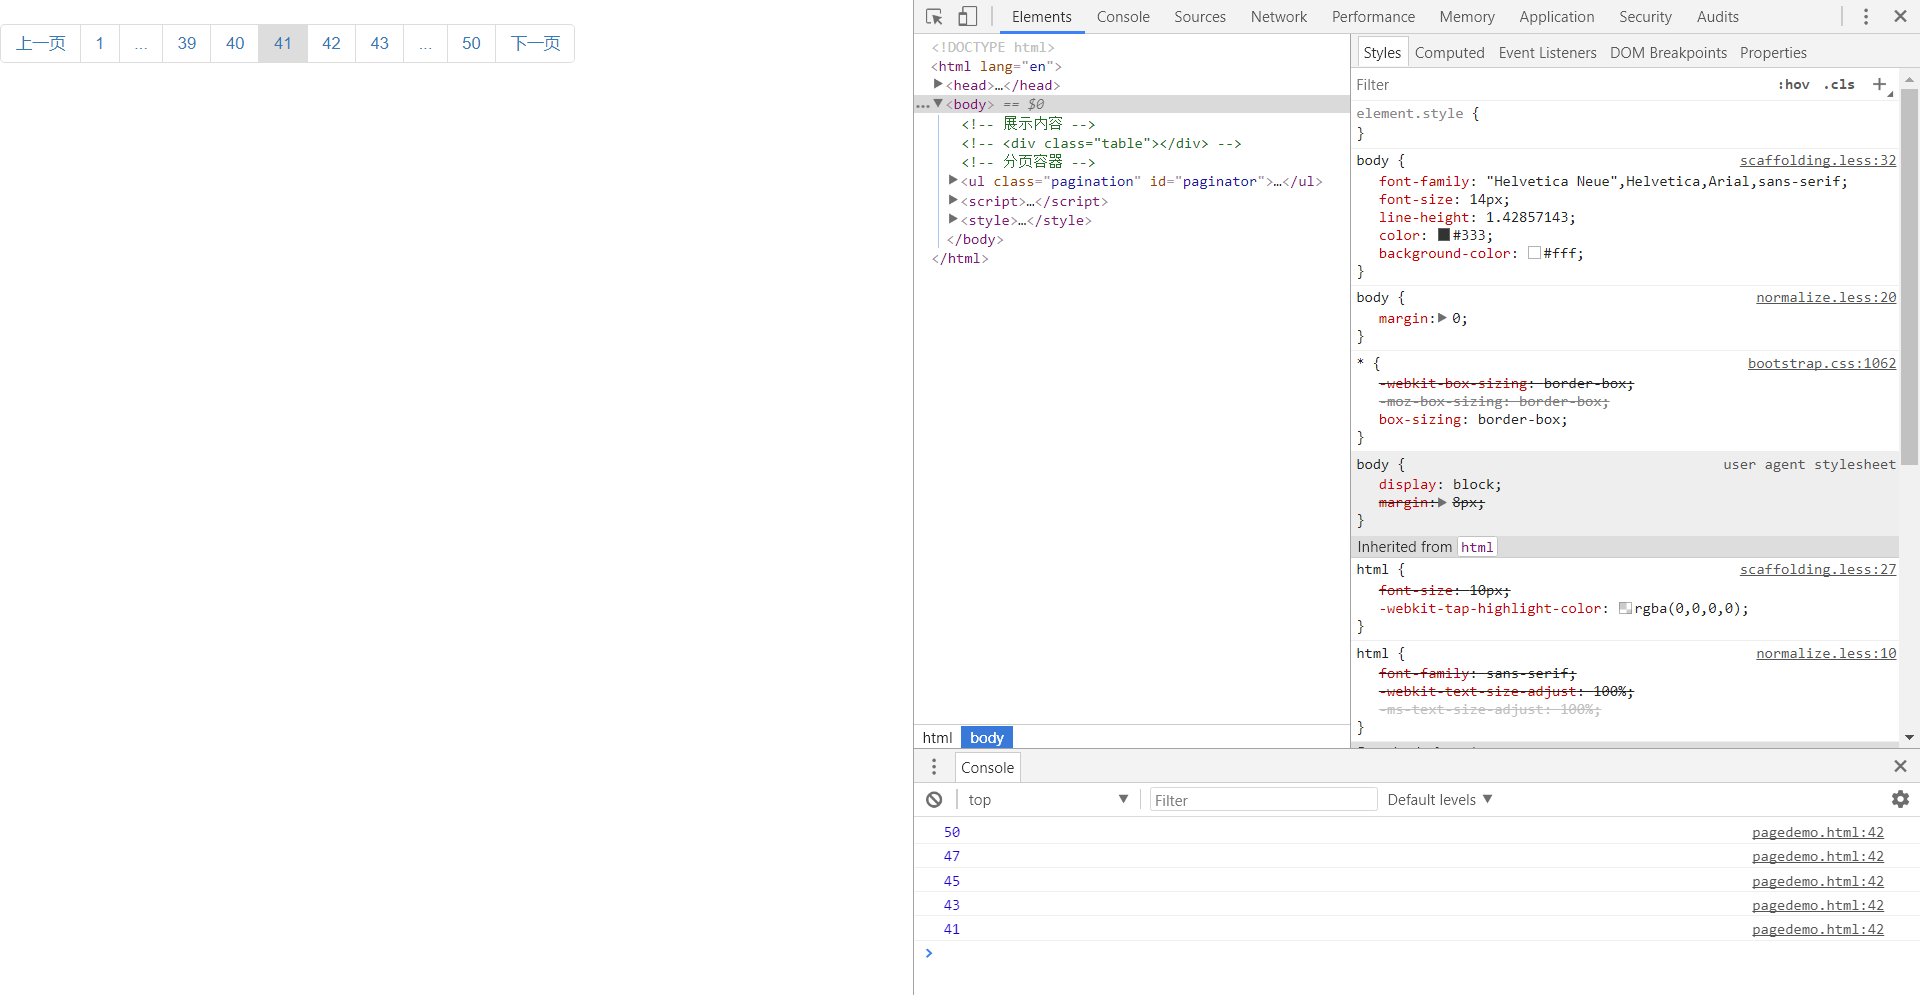 上一页 1 ... 39 40 41 42 43 ... 50 下一页
Elements Console Sources Network Performance Memory Application Security Audits
<!DOCTYPE html>
<html lang="en">
<head>…</head>
<body> == $0
<!-- 展示内容 -->
<!-- <div class="table"></div> -->
<!-- 分页容器 -->
<ul class="pagination" id="paginator">…</ul>
<script>…</script>
<style>…</style>
</body>
</html>
html body
Styles Computed Event Listeners DOM Breakpoints Properties
Filter :hov .cls +
element.style {
}
body { scaffolding.less:32
font-family: "Helvetica Neue",Helvetica,Arial,sans-serif;
font-size: 14px;
line-height: 1.42857143;
color: #333;
background-color: #fff;
}
body { normalize.less:20
margin: 0;
}
* { bootstrap.css:1062
-webkit-box-sizing: border-box;
-moz-box-sizing: border-box;
box-sizing: border-box;
}
body { user agent stylesheet
display: block;
margin: 8px;
}
Inherited from html
html { scaffolding.less:27
font-size: 10px;
-webkit-tap-highlight-color: rgba(0,0,0,0);
}
html { normalize.less:10
font-family: sans-serif;
-webkit-text-size-adjust: 100%;
-ms-text-size-adjust: 100%;
}
Console
top Filter Default levels
50 pagedemo.html:42
47 pagedemo.html:42
45 pagedemo.html:42
43 pagedemo.html:42
41 pagedemo.html:42